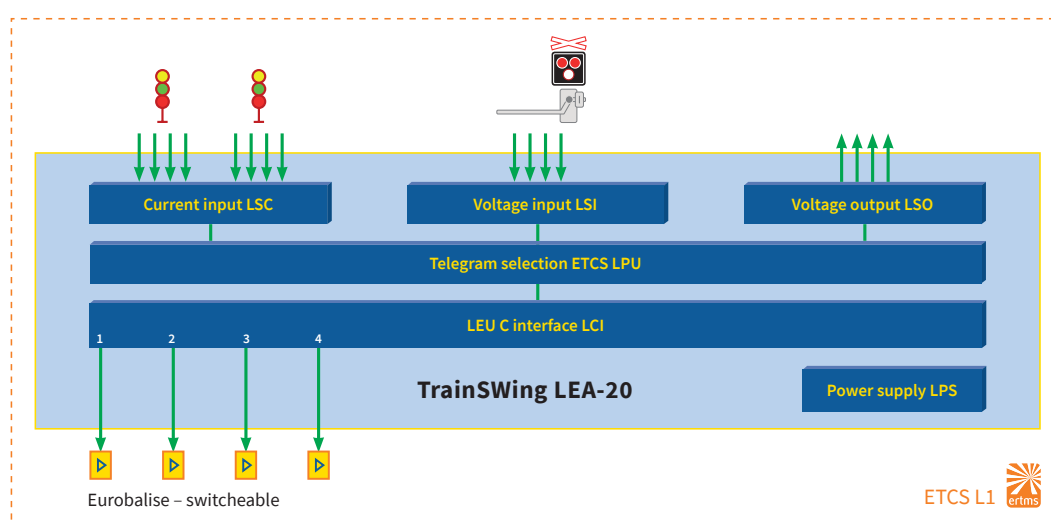 Current input LSC
Voltage input LSI
Voltage output LSO
Telegram selection ETCS LPU
LEU C interface LCI
1 2 3 4
TrainSWing LEA-20
Power supply LPS
Eurobalise – switcheable
ETCS L1
ertms